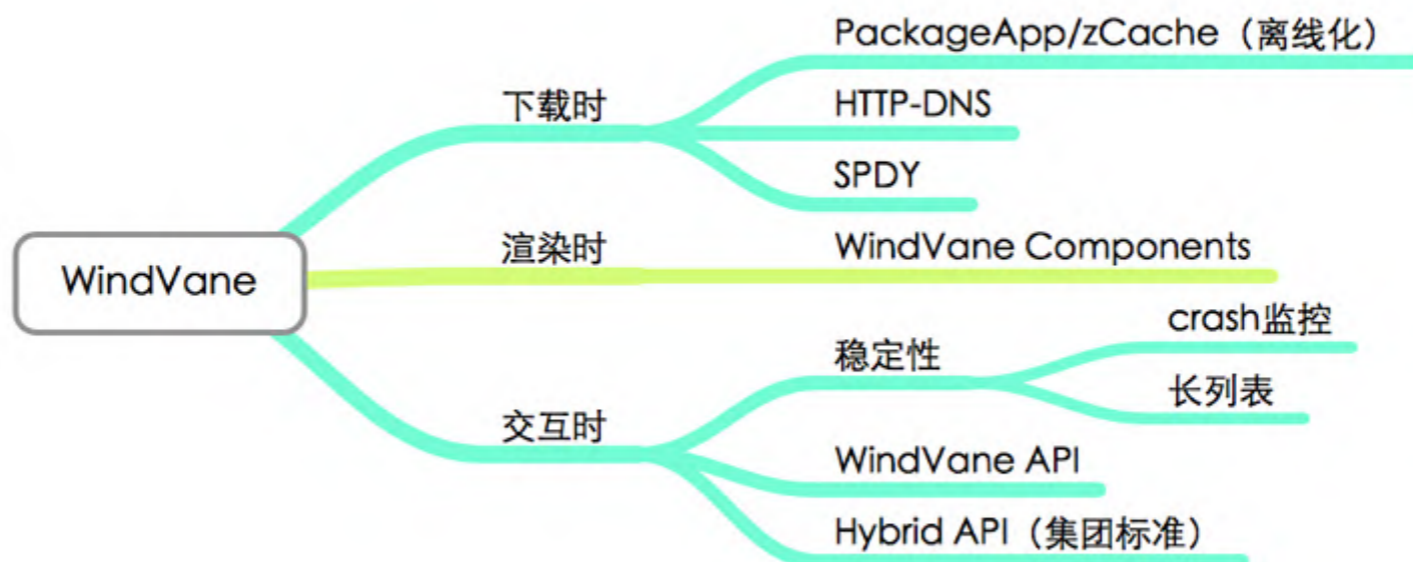 PackageApp/zCache（离线化）
下载时
HTTP-DNS
SPDY
WindVane
渲染时
WindVane Components
crash监控
稳定性
长列表
交互时
WindVane API
Hybrid API（集团标准）